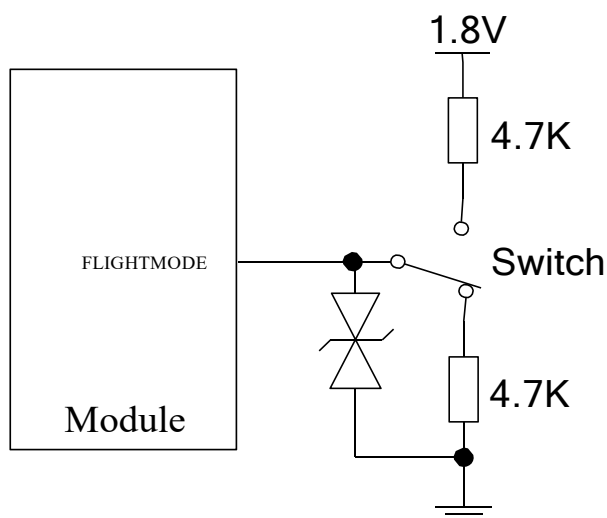 1.8V
4.7K
FLIGHTMODE
Switch
4.7K
Module